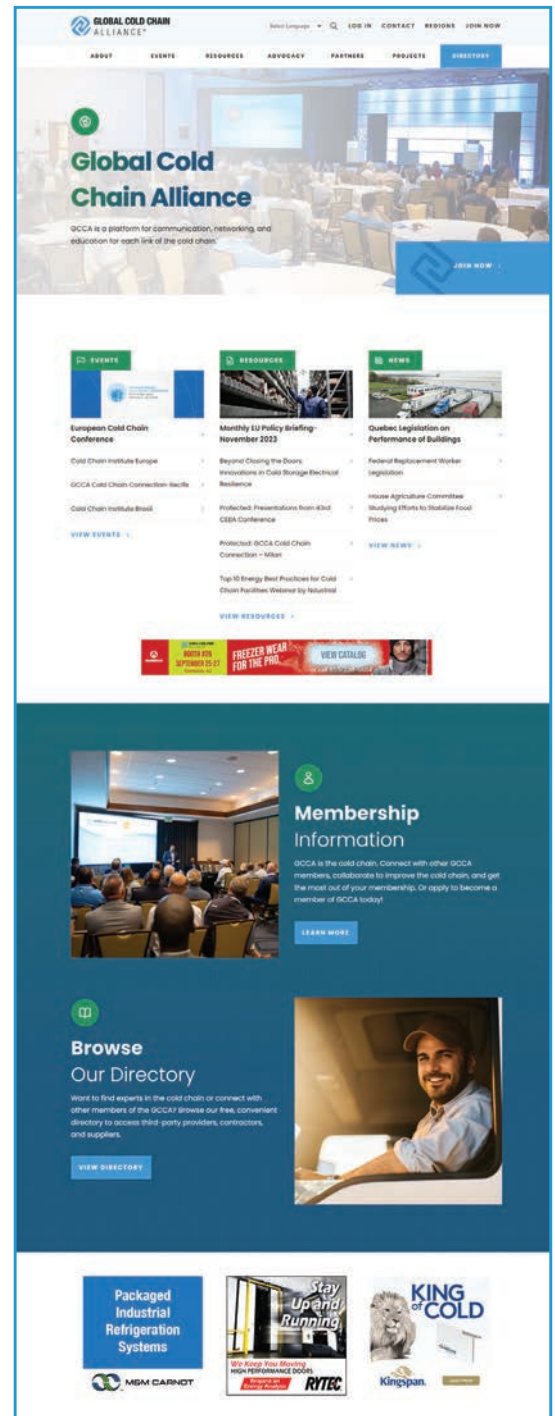 GLOBAL COLD CHAIN
ALLIANCE®
Select Language
LOG IN
CONTACT
REGIONS
JOIN NOW
ABOUT
EVENTS
RESOURCES
ADVOCACY
PARTNERS
PROJECTS
DIRECTORY
Global Cold
Chain Alliance
GCCA is a platform for communication, networking, and
education for each link of the cold chain.
JOIN NOW
EVENTS
European Cold Chain
Conference
Cold Chain Institute Europe
GCCA Cold Chain Connection-Recife
Cold Chain Institute Brasil
VIEW EVENTS
RESOURCES
Monthly EU Policy Briefing-
November 2023
Beyond Closing the Doors:
Innovations in Cold Storage Electrical
Resilience
Protected: Presentations from 43rd
CEBA Conference
Protected: GCCA Cold Chain
Connection – Milan
Top 10 Energy Best Practices for Cold
Chain Facilities Webinar by Ndustrial
VIEW RESOURCES
NEWS
Quebec Legislation on
Performance of Buildings
Federal Replacement Worker
Legislation
House Agriculture Committee
Studying Efforts to Stabilize Food
Prices
VIEW NEWS
BOOTH #26
SEPTEMBER 25-27
FREEZER WEAR
FOR THE PRO.
VIEW CATALOG
Membership
Information
GCCA is the cold chain. Connect with other GCCA
members, collaborate to improve the cold chain, and get
the most out of your membership. Or apply to become a
member of GCCA today!
LEARN MORE
Browse
Our Directory
Want to find experts in the cold chain or connect with
other members of the GCCA? Browse our free, convenient
directory to access third-party providers, contractors,
and suppliers.
VIEW DIRECTORY
Packaged
Industrial
Refrigeration
Systems
M&M CARNOT
Stay
Up and
Running
We Keep You Moving
HIGH PERFORMANCE DOORS
Request an
Energy Analysis
RYTEC
KING
of COLD
Kingspan.